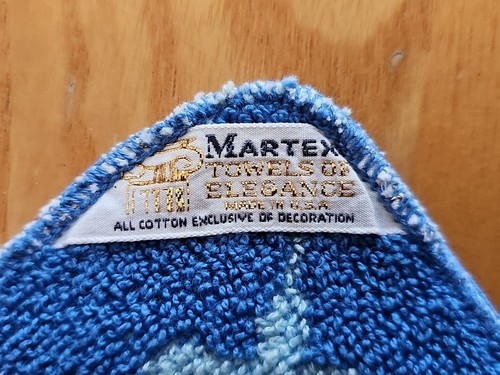 MARTEX
TOWELS OF
ELEGANCE
MADE IN U.S.A
ALL COTTON EXCLUSIVE OF DECORATION